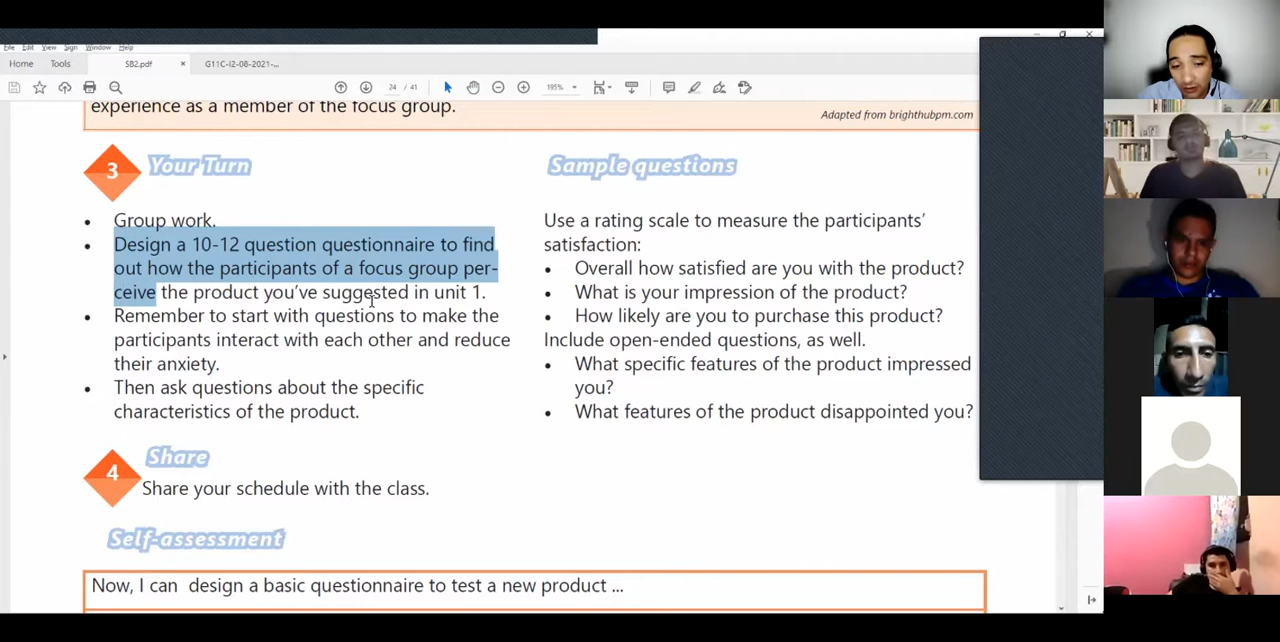 File Edit View Sign Window Help
Home Tools SB2.pdf × G11C-I2-08-2021-...
24 / 41 195%
experience as a member of the focus group.
Adapted from brighthubpm.com
3 Your Turn
• Group work.
• Design a 10-12 question questionnaire to find
out how the participants of a focus group per-
ceive the product you've suggested in unit 1.
• Remember to start with questions to make the
participants interact with each other and reduce
their anxiety.
• Then ask questions about the specific
characteristics of the product.
Sample questions
Use a rating scale to measure the participants'
satisfaction:
• Overall how satisfied are you with the product?
• What is your impression of the product?
• How likely are you to purchase this product?
Include open-ended questions, as well.
• What specific features of the product impressed
you?
• What features of the product disappointed you?
4 Share
Share your schedule with the class.
Self-assessment
Now, I can design a basic questionnaire to test a new product ...